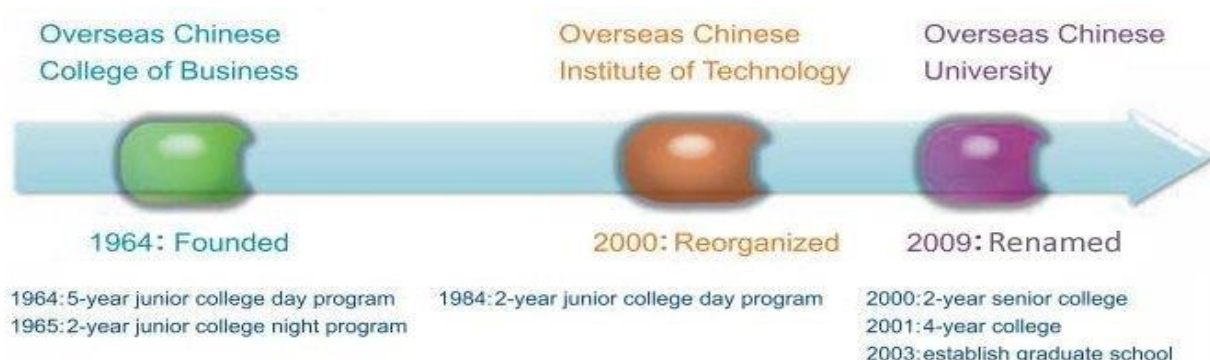 Overseas Chinese
College of Business
Overseas Chinese
Institute of Technology
Overseas Chinese
University
1964: Founded
2000: Reorganized
2009: Renamed
1964:5-year junior college day program
1965:2-year junior college night program
1984:2-year junior college day program
2000:2-year senior college
2001:4-year college
2003:establish graduate school